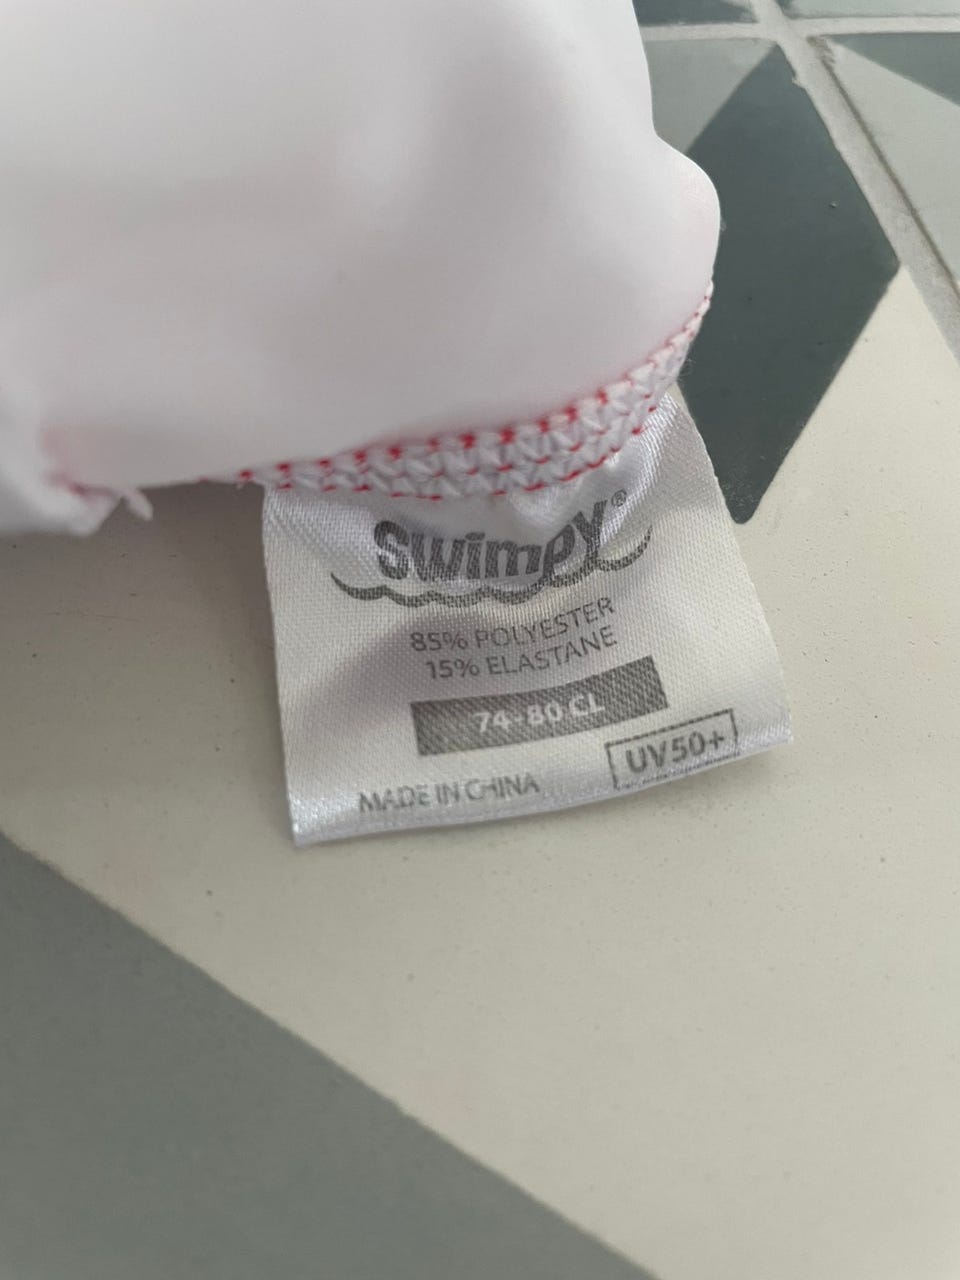 swimpy®
85% POLYESTER
15% ELASTANE
74-80 CL
UV50+
MADE IN CHINA